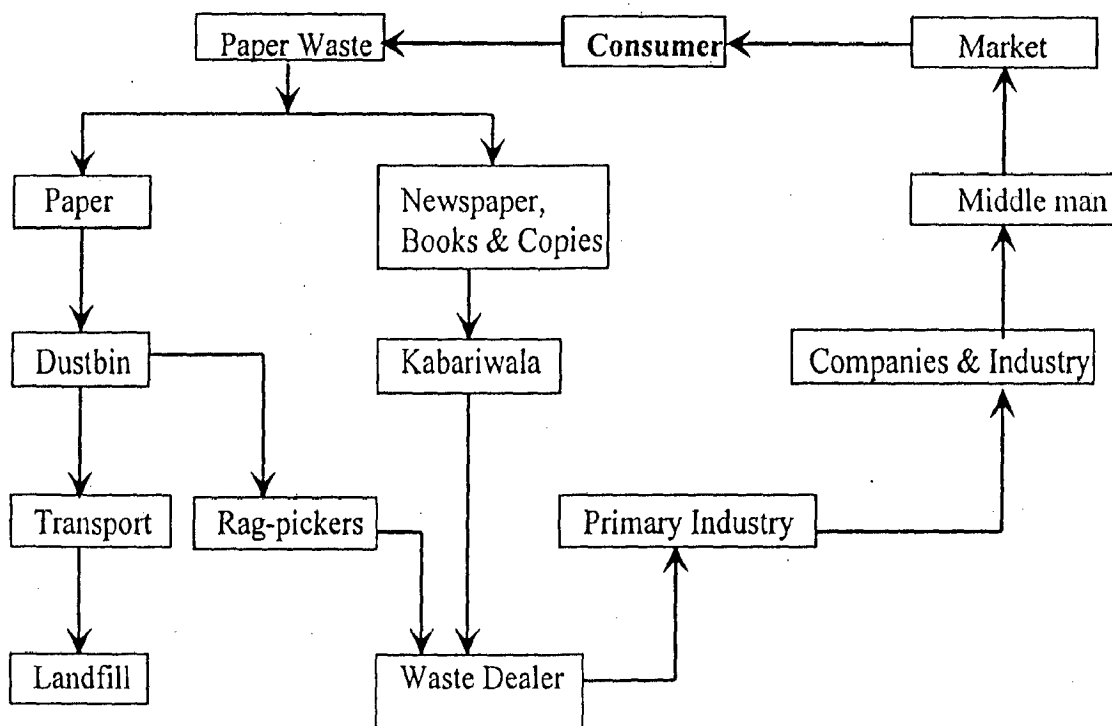 Paper Waste
Consumer
Market
Paper
Newspaper,
Books & Copies
Middle man
Dustbin
Kabariwala
Companies & Industry
Transport
Rag-pickers
Primary Industry
Landfill
Waste Dealer